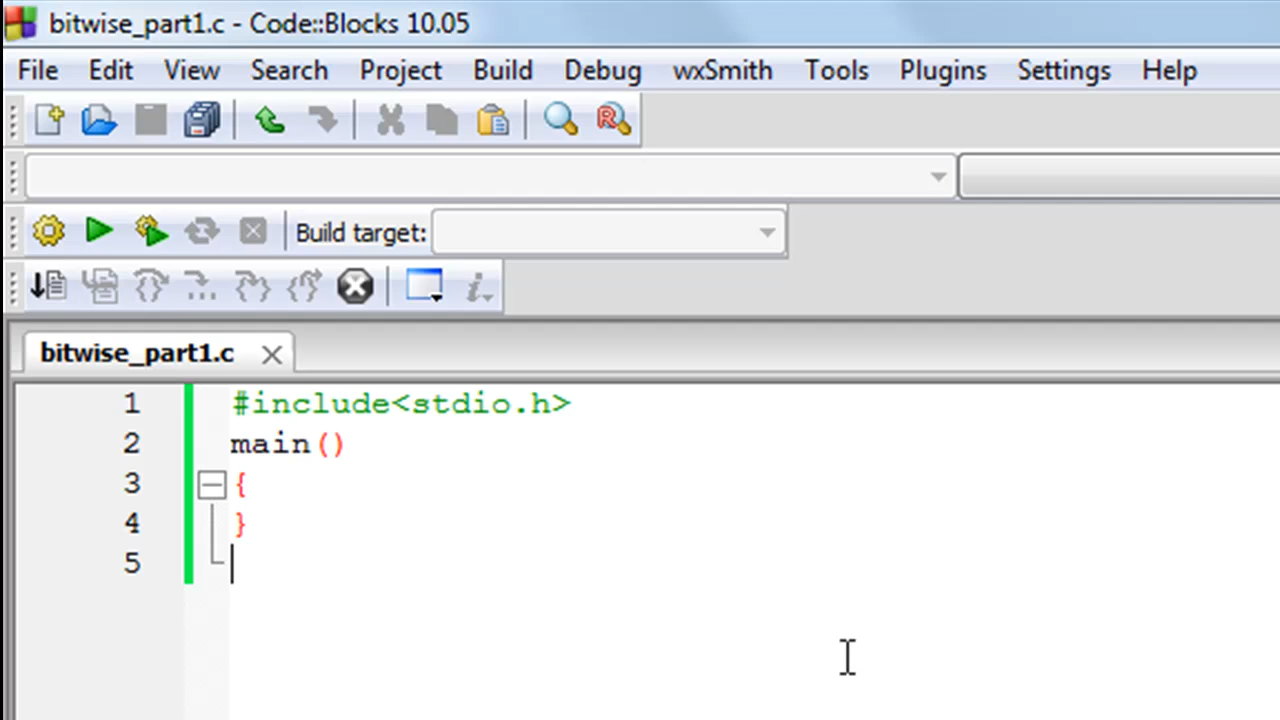 bitwise_part1.c - Code::Blocks 10.05
File Edit View Search Project Build Debug wxSmith Tools Plugins Settings Help
Build target:
bitwise_part1.c
1 #include<stdio.h>
2 main()
3 {
4 }
5